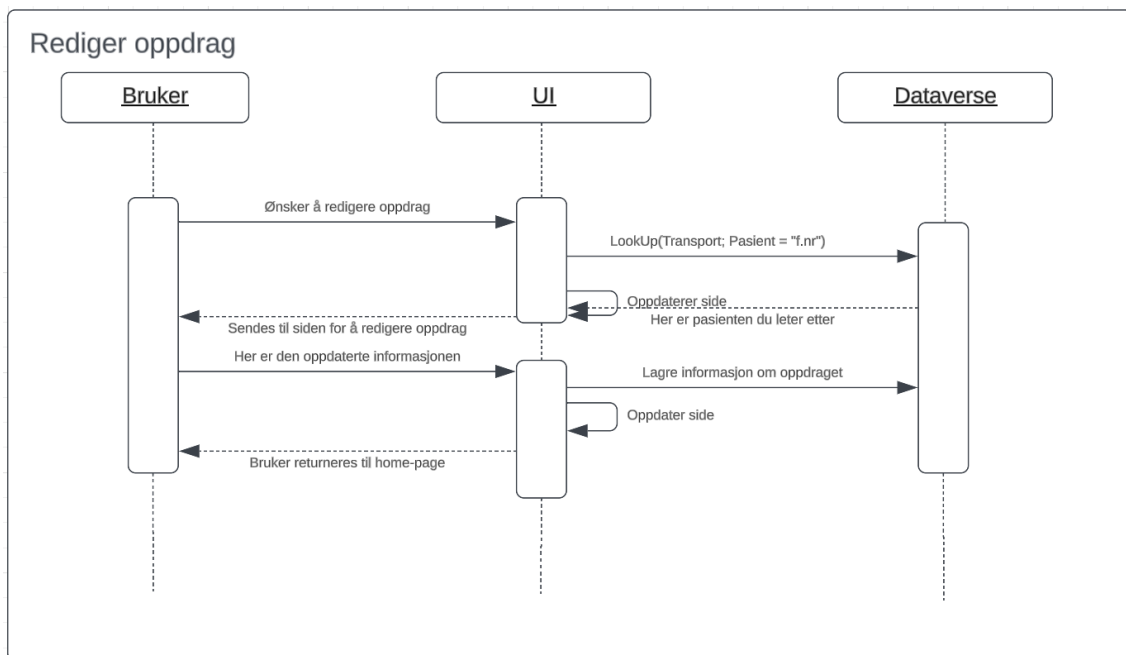 Rediger oppdrag
Bruker
UI
Dataverse
Ønsker å redigere oppdrag
LookUp(Transport; Pasient = "f.nr")
Oppdaterer side
Her er pasienten du leter etter
Sendes til siden for å redigere oppdrag
Her er den oppdaterte informasjonen
Lagre informasjon om oppdraget
Oppdater side
Bruker returneres til home-page